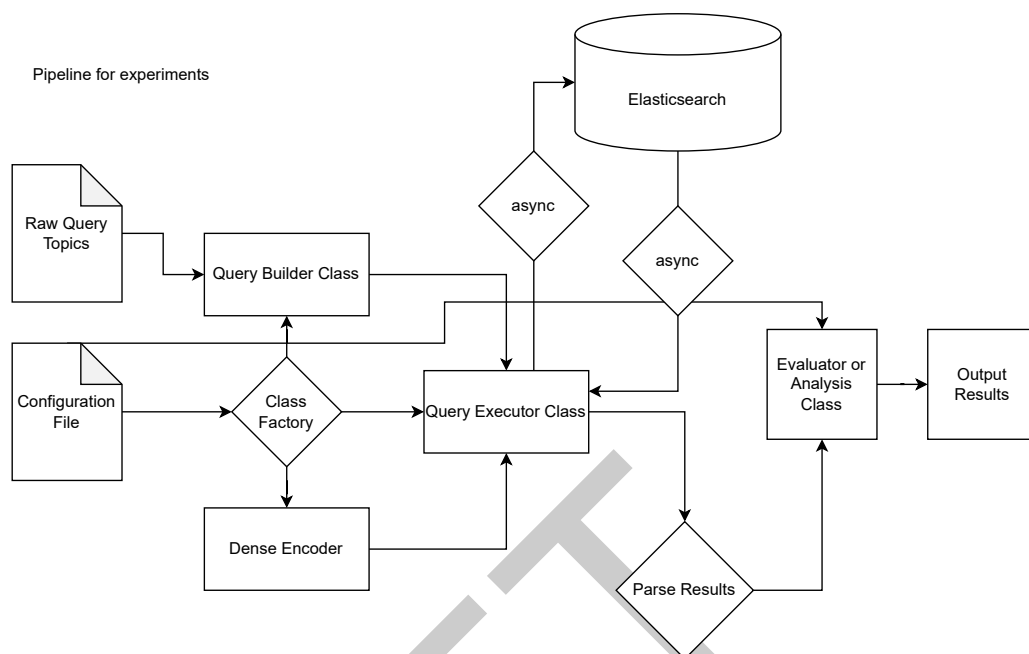 Pipeline for experiments
Elasticsearch
async
async
Raw Query
Topics
Query Builder Class
Configuration
File
Class
Factory
Query Executor Class
Evaluator or
Analysis
Class
Output
Results
Dense Encoder
Parse Results